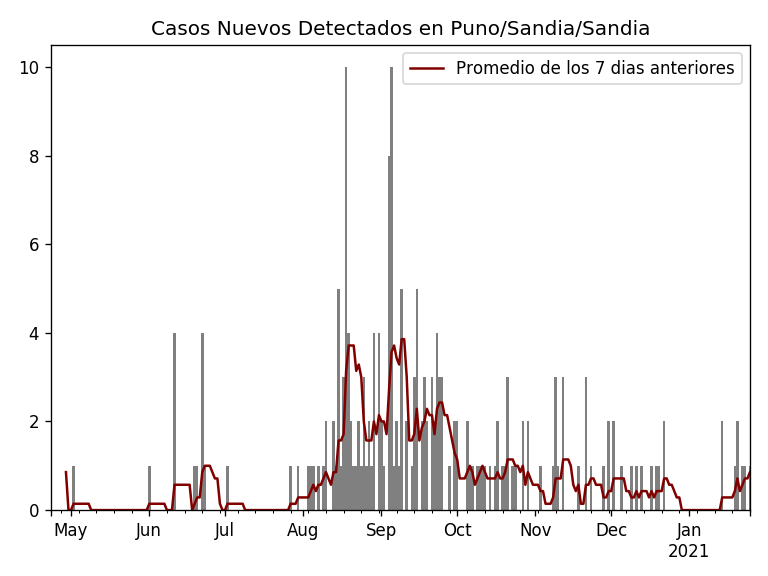 Casos Nuevos Detectados en Puno/Sandia/Sandia
Promedio de los 7 dias anteriores
10
8
6
4
2
0
May Jun Jul Aug Sep Oct Nov Dec Jan
2021